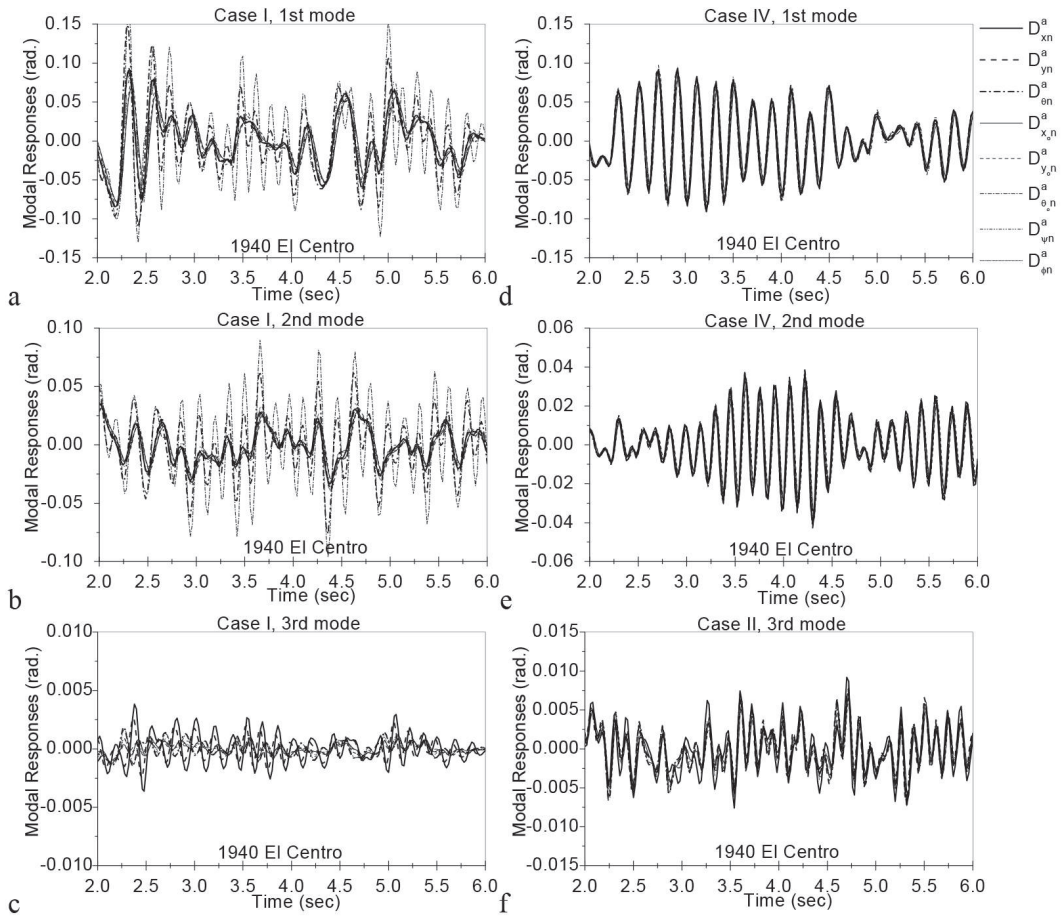 Case I, 1st mode
0.15
0.10
0.05
0.00
-0.05
-0.10
-0.15
Modal Responses (rad.)
1940 El Centro
2.0 2.5 3.0 3.5 4.0 4.5 5.0 5.5 6.0
Time (sec)
a
Case IV, 1st mode
0.15
0.10
0.05
0.00
-0.05
-0.10
-0.15
Modal Responses (rad.)
1940 El Centro
2.0 2.5 3.0 3.5 4.0 4.5 5.0 5.5 6.0
Time (sec)
d
D^a_xn
D^a_yn
D^a_θn
D^a_x_o n
D^a_y_o n
D^a_θ_o n
D^a_ψn
D^a_ϕn
Case I, 2nd mode
0.10
0.05
0.00
-0.05
-0.10
Modal Responses (rad.)
1940 El Centro
2.0 2.5 3.0 3.5 4.0 4.5 5.0 5.5 6.0
Time (sec)
b
Case IV, 2nd mode
0.06
0.04
0.02
0.00
-0.02
-0.04
-0.06
Modal Responses (rad.)
1940 El Centro
2.0 2.5 3.0 3.5 4.0 4.5 5.0 5.5 6.0
Time (sec)
e
Case I, 3rd mode
0.010
0.005
0.000
-0.005
-0.010
Modal Responses (rad.)
1940 El Centro
2.0 2.5 3.0 3.5 4.0 4.5 5.0 5.5 6.0
Time (sec)
c
Case II, 3rd mode
0.015
0.010
0.005
0.000
-0.005
-0.010
-0.015
Modal Responses (rad.)
1940 El Centro
2.0 2.5 3.0 3.5 4.0 4.5 5.0 5.5 6.0
Time (sec)
f